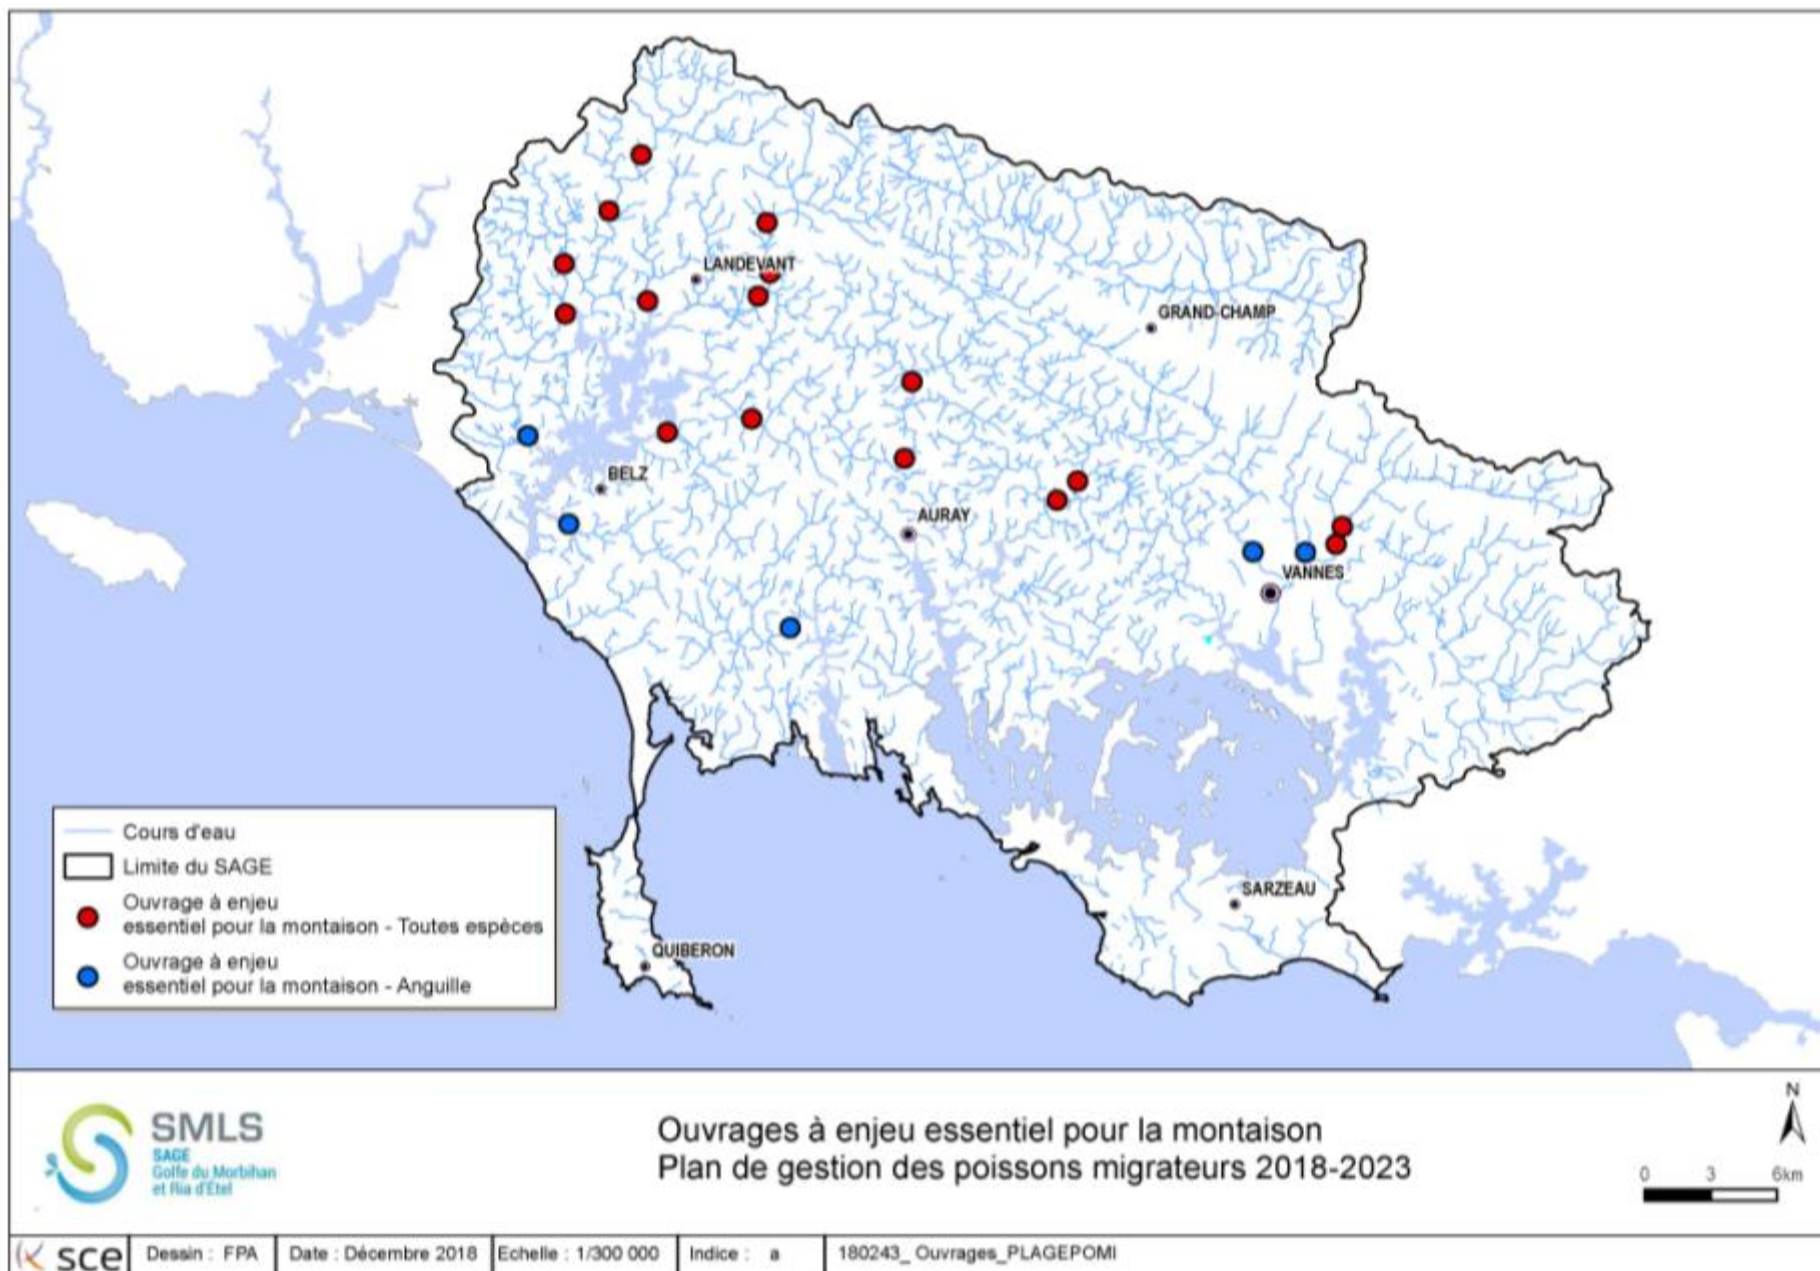 LANDEVANT
GRAND-CHAMP
BELZ
AURAY
VANNES
SARZEAU
QUIBERON
Cours d'eau
Limite du SAGE
Ouvrage à enjeu
essentiel pour la montaison - Toutes espèces
Ouvrage à enjeu
essentiel pour la montaison - Anguille
SMLS
SAGE
Golfe du Morbihan
et Ria d'Étel
Ouvrages à enjeu essentiel pour la montaison
Plan de gestion des poissons migrateurs 2018-2023
N
0 3 6km
sce Dessin : FPA Date : Décembre 2018 Echelle : 1/300 000 Indice : a 180243_ Ouvrages_PLAGEPOMI